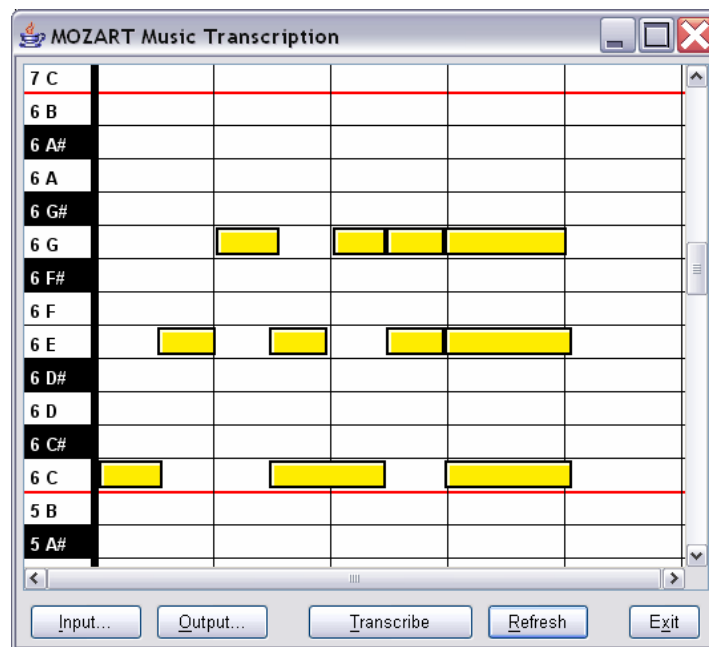 MOZART Music Transcription
7 C
6 B
6 A#
6 A
6 G#
6 G
6 F#
6 F
6 E
6 D#
6 D
6 C#
6 C
5 B
5 A#
Input... Output... Transcribe Refresh Exit